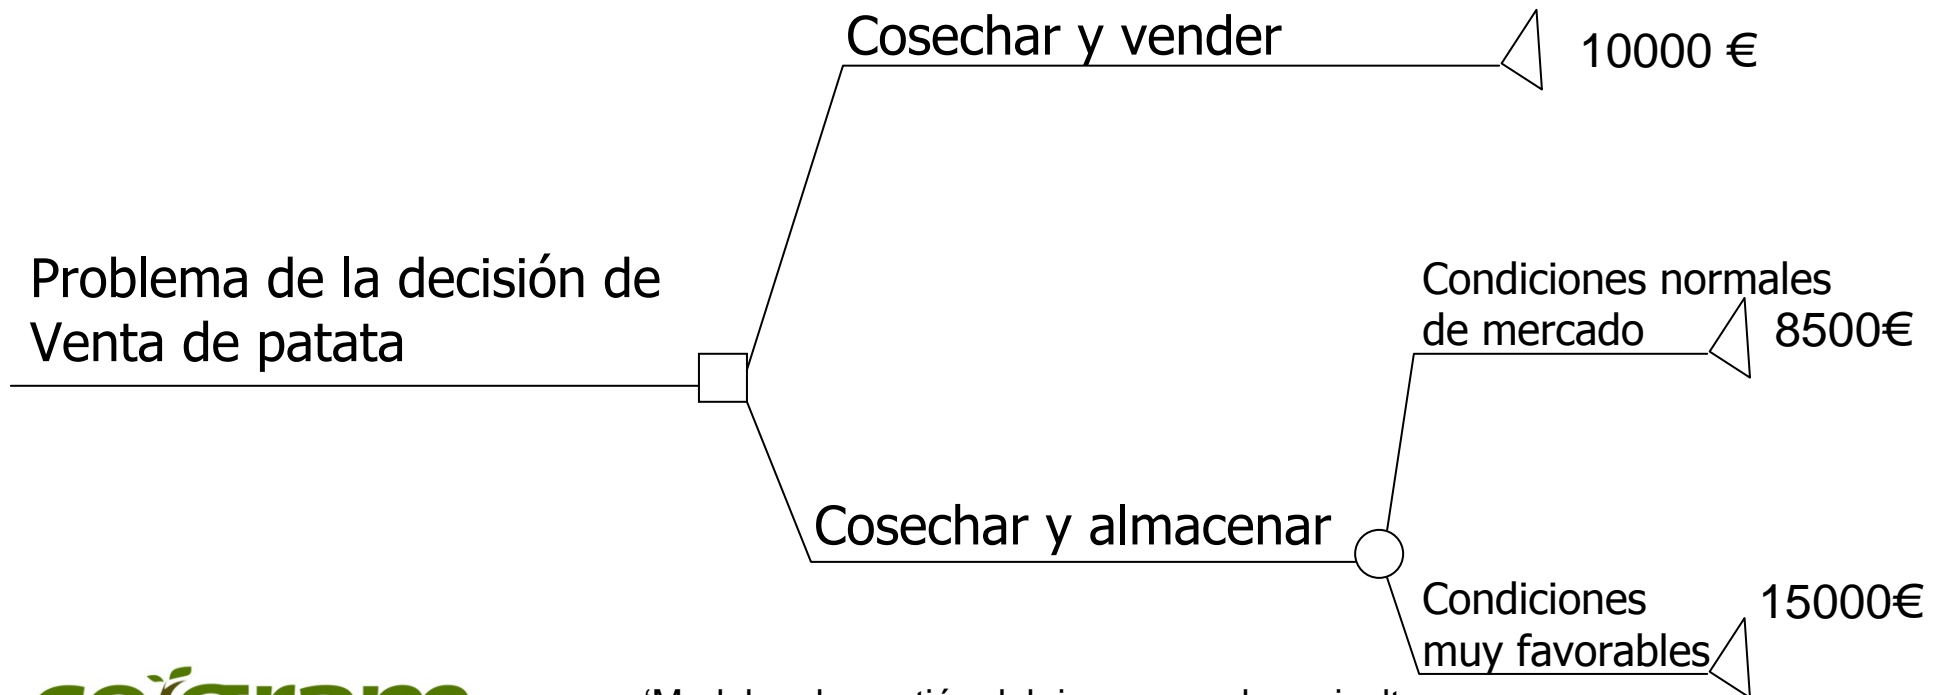 Cosechar y vender
10000 €
Problema de la decisión de
Venta de patata
Condiciones normales
de mercado
8500€
Cosechar y almacenar
Condiciones
muy favorables
15000€